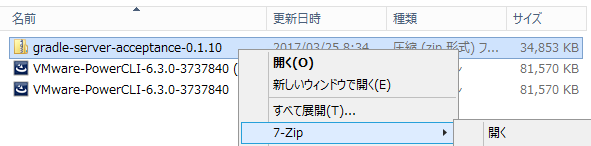 名前 更新日時 種類 サイズ
gradle-server-acceptance-0.1.10 2017/03/25 8:34 圧縮 (zip 形式) フ... 34,853 KB
VMware-PowerCLI-6.3.0-3737840 ( 81,570 KB
VMware-PowerCLI-6.3.0-3737840 81,570 KB
開く(O)
新しいウィンドウで開く(E)
すべて展開(T)...
7-Zip
開く